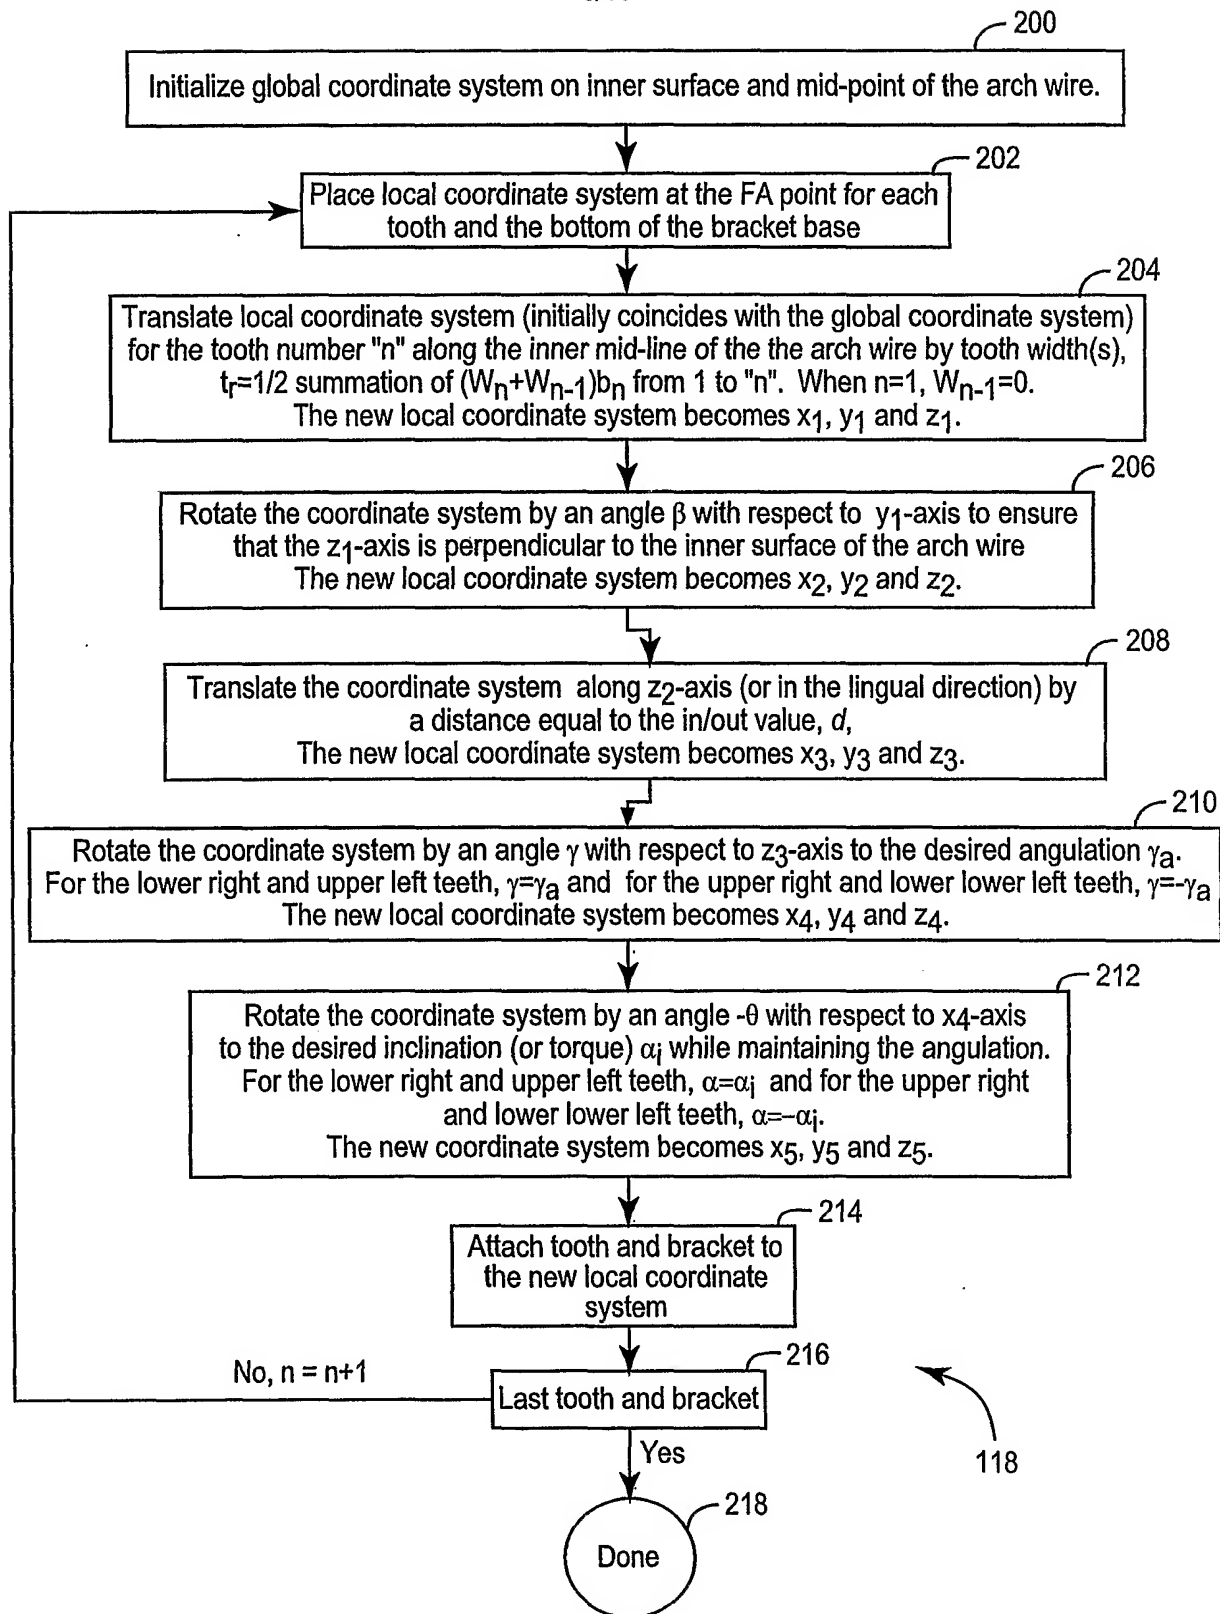 200
Initialize global coordinate system on inner surface and mid-point of the arch wire.
202
Place local coordinate system at the FA point for each
tooth and the bottom of the bracket base
204
Translate local coordinate system (initially coincides with the global coordinate system)
for the tooth number "n" along the inner mid-line of the the arch wire by tooth width(s),
tr=1/2 summation of (Wn+Wn-1)bn from 1 to "n". When n=1, Wn-1=0.
The new local coordinate system becomes x1, y1 and z1.
206
Rotate the coordinate system by an angle β with respect to y1-axis to ensure
that the z1-axis is perpendicular to the inner surface of the arch wire
The new local coordinate system becomes x2, y2 and z2.
208
Translate the coordinate system along z2-axis (or in the lingual direction) by
a distance equal to the in/out value, d,
The new local coordinate system becomes x3, y3 and z3.
210
Rotate the coordinate system by an angle γ with respect to z3-axis to the desired angulation γa.
For the lower right and upper left teeth, γ=γa and for the upper right and lower lower left teeth, γ=-γa
The new local coordinate system becomes x4, y4 and z4.
212
Rotate the coordinate system by an angle -θ with respect to x4-axis
to the desired inclination (or torque) αi while maintaining the angulation.
For the lower right and upper left teeth, α=αi and for the upper right
and lower lower left teeth, α=-αi.
The new coordinate system becomes x5, y5 and z5.
214
Attach tooth and bracket to
the new local coordinate
system
216
No, n = n+1
Last tooth and bracket
Yes
118
218
Done